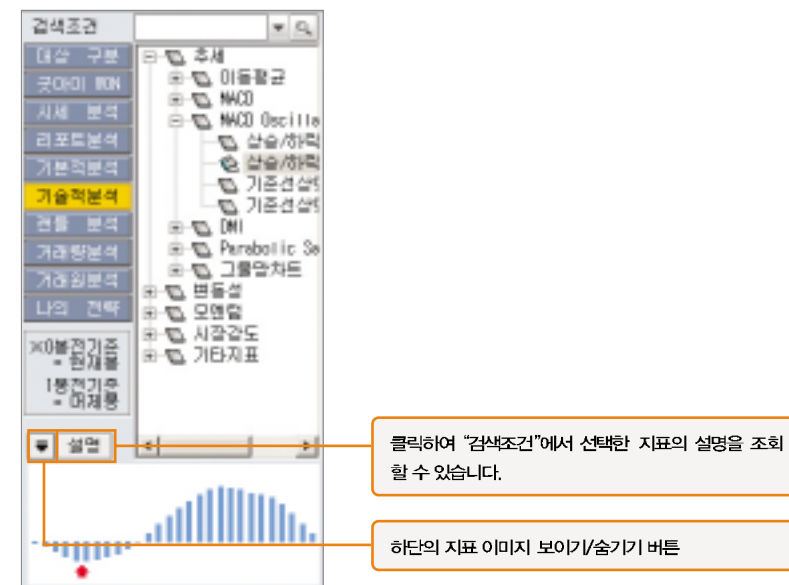 검색조건
대상 구분
굿아이 MON
시세 분석
리포트분석
기본적분석
기술적분석
캔들 분석
거래량분석
거래원분석
나의 전략
※0봉전기준
= 현재봉
1봉전기준
= 어제봉
추세
이동평균
MACD
MACD Oscilla
상승/하락
상승/하락
기준선상
기준선상
DMI
Parabolic Sa
그물망차트
변동성
모멘텀
시장강도
기타지표
설명
클릭하여 “검색조건”에서 선택한 지표의 설명을 조회
할 수 있습니다.
하단의 지표 이미지 보이기/숨기기 버튼